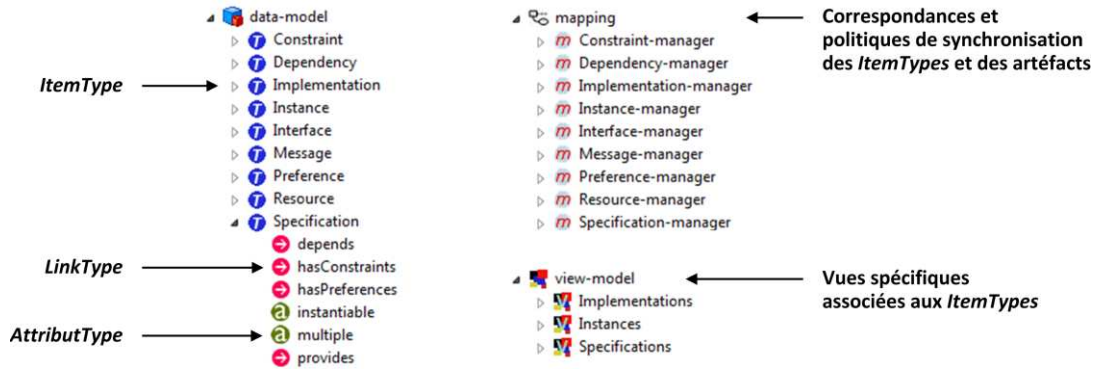 data-model
Constraint
Dependency
ItemType
Implementation
Instance
Interface
Message
Preference
Resource
Specification
depends
LinkType
hasConstraints
hasPreferences
instantiable
AttributType
multiple
provides
mapping
Constraint-manager
Dependency-manager
Implementation-manager
Instance-manager
Interface-manager
Message-manager
Preference-manager
Resource-manager
Specification-manager
Correspondances et
politiques de synchronisation
des ItemTypes et des artéfacts
view-model
Implementations
Instances
Specifications
Vues spécifiques
associées aux ItemTypes